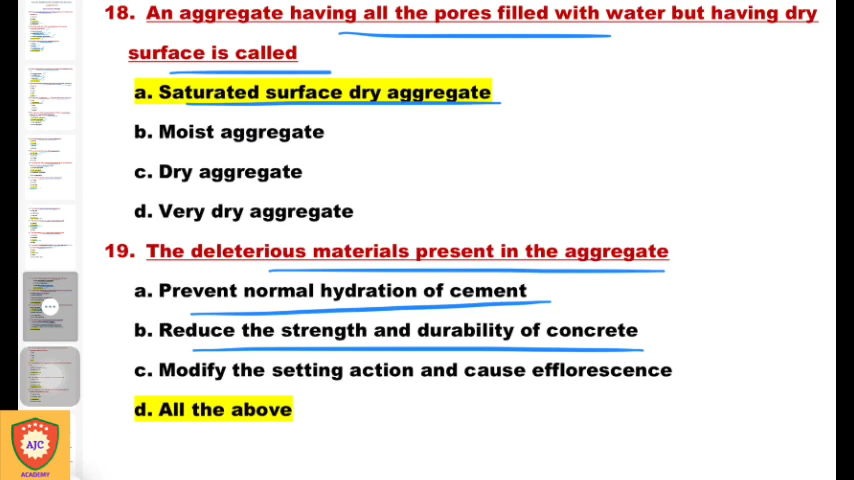 18. An aggregate having all the pores filled with water but having dry
surface is called
a. Saturated surface dry aggregate
b. Moist aggregate
c. Dry aggregate
d. Very dry aggregate
19. The deleterious materials present in the aggregate
a. Prevent normal hydration of cement
b. Reduce the strength and durability of concrete
c. Modify the setting action and cause efflorescence
d. All the above
AJC
ACADEMY